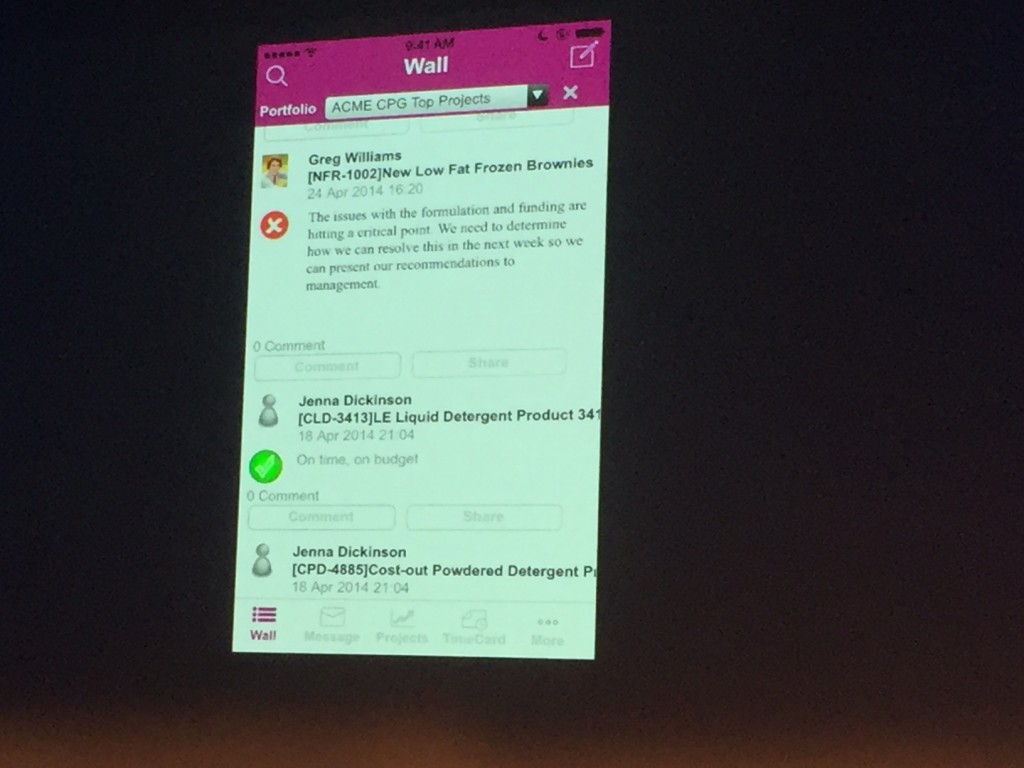 9:41 AM
Wall
Portfolio ACME CPG Top Projects
Comment Share
Greg Williams
[NFR-1002]New Low Fat Frozen Brownies
24 Apr 2014 16:20
The issues with the formulation and funding are
hitting a critical point. We need to determine
how we can resolve this in the next week so we
can present our recommendations to
management.
0 Comment
Comment Share
Jenna Dickinson
[CLD-3413]LE Liquid Detergent Product 341
18 Apr 2014 21:04
On time, on budget
0 Comment
Comment Share
Jenna Dickinson
[CPD-4885]Cost-out Powdered Detergent Pr
18 Apr 2014 21:04
Wall Message Projects TimeCard More